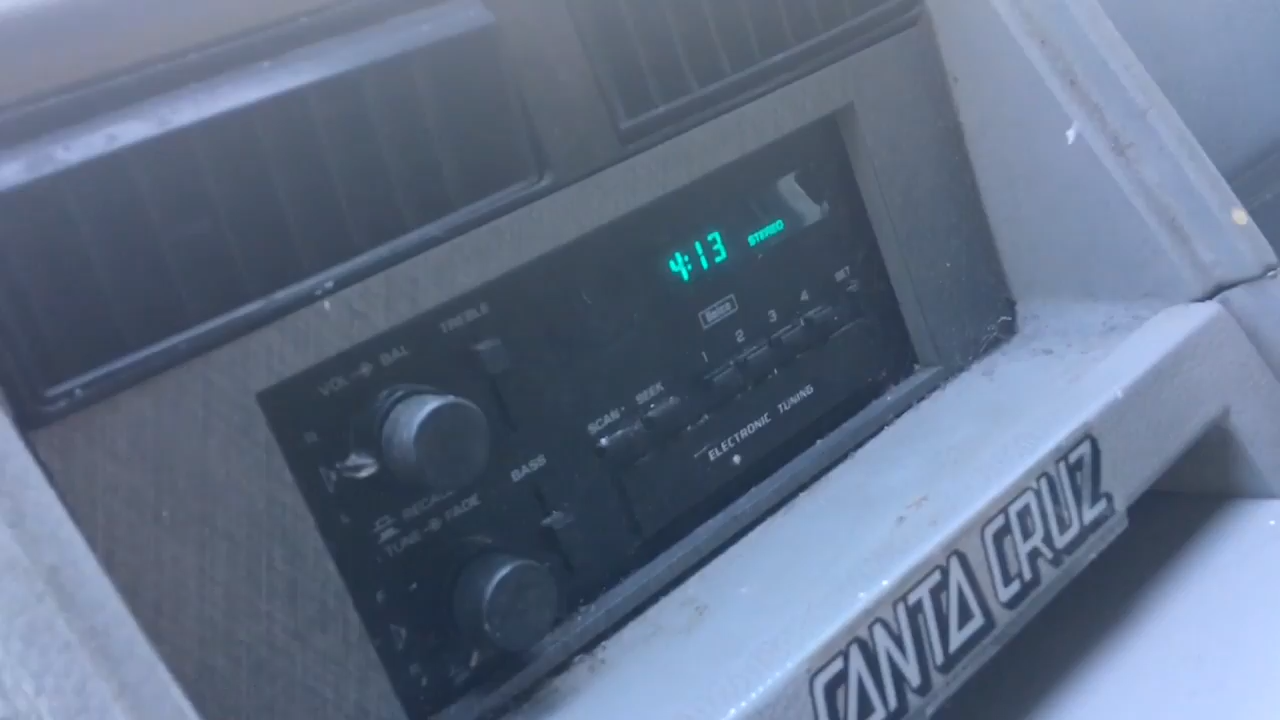 4:13 STEREO
Delco
TREBLE
VOL BAL
1 2 3 4 SET
SCAN SEEK
ELECTRONIC TUNING
BASS
RECALL
TUNE FADE
SANTA CRUZ